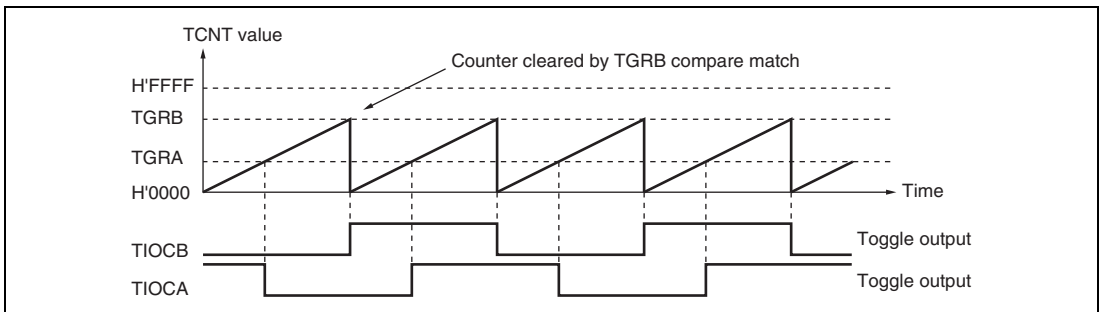 TCNT value
Counter cleared by TGRB compare match
H'FFFF
TGRB
TGRA
H'0000
Time
TIOCB
Toggle output
TIOCA
Toggle output